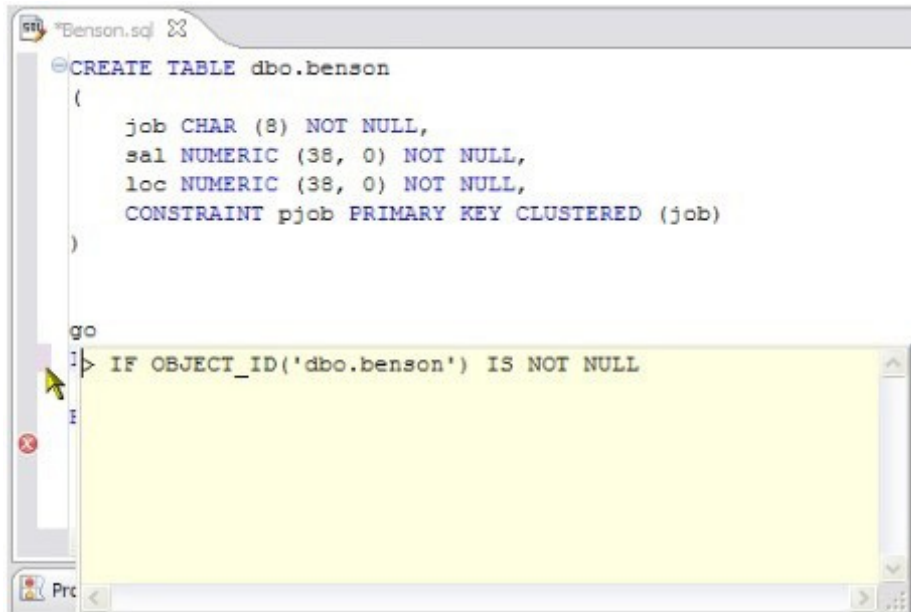 *Benson.sql
CREATE TABLE dbo.benson
(
job CHAR (8) NOT NULL,
sal NUMERIC (38, 0) NOT NULL,
loc NUMERIC (38, 0) NOT NULL,
CONSTRAINT pjob PRIMARY KEY CLUSTERED (job)
)
go
IF OBJECT_ID('dbo.benson') IS NOT NULL